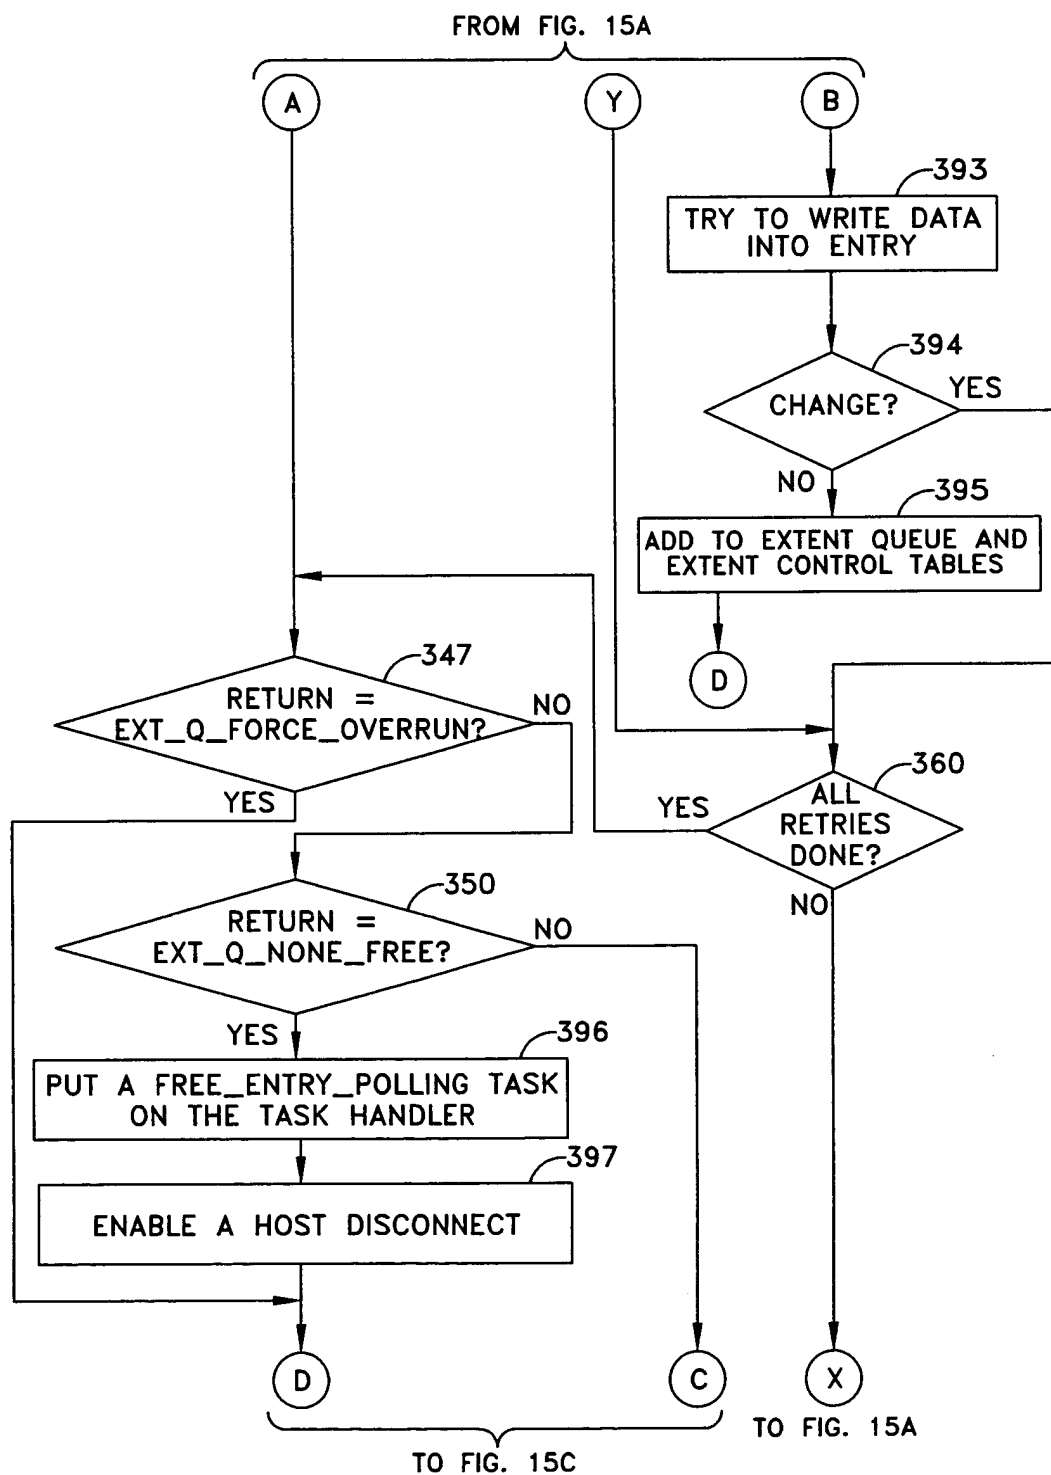 FROM FIG. 15A
A
Y
B
393
TRY TO WRITE DATA
INTO ENTRY
394
CHANGE?
YES
NO
395
ADD TO EXTENT QUEUE AND
EXTENT CONTROL TABLES
D
347
RETURN =
EXT_Q_FORCE_OVERRUN?
NO
YES
360
ALL
RETRIES
DONE?
YES
NO
350
RETURN =
EXT_Q_NONE_FREE?
NO
YES
396
PUT A FREE_ENTRY_POLLING TASK
ON THE TASK HANDLER
397
ENABLE A HOST DISCONNECT
D
C
X
TO FIG. 15A
TO FIG. 15C